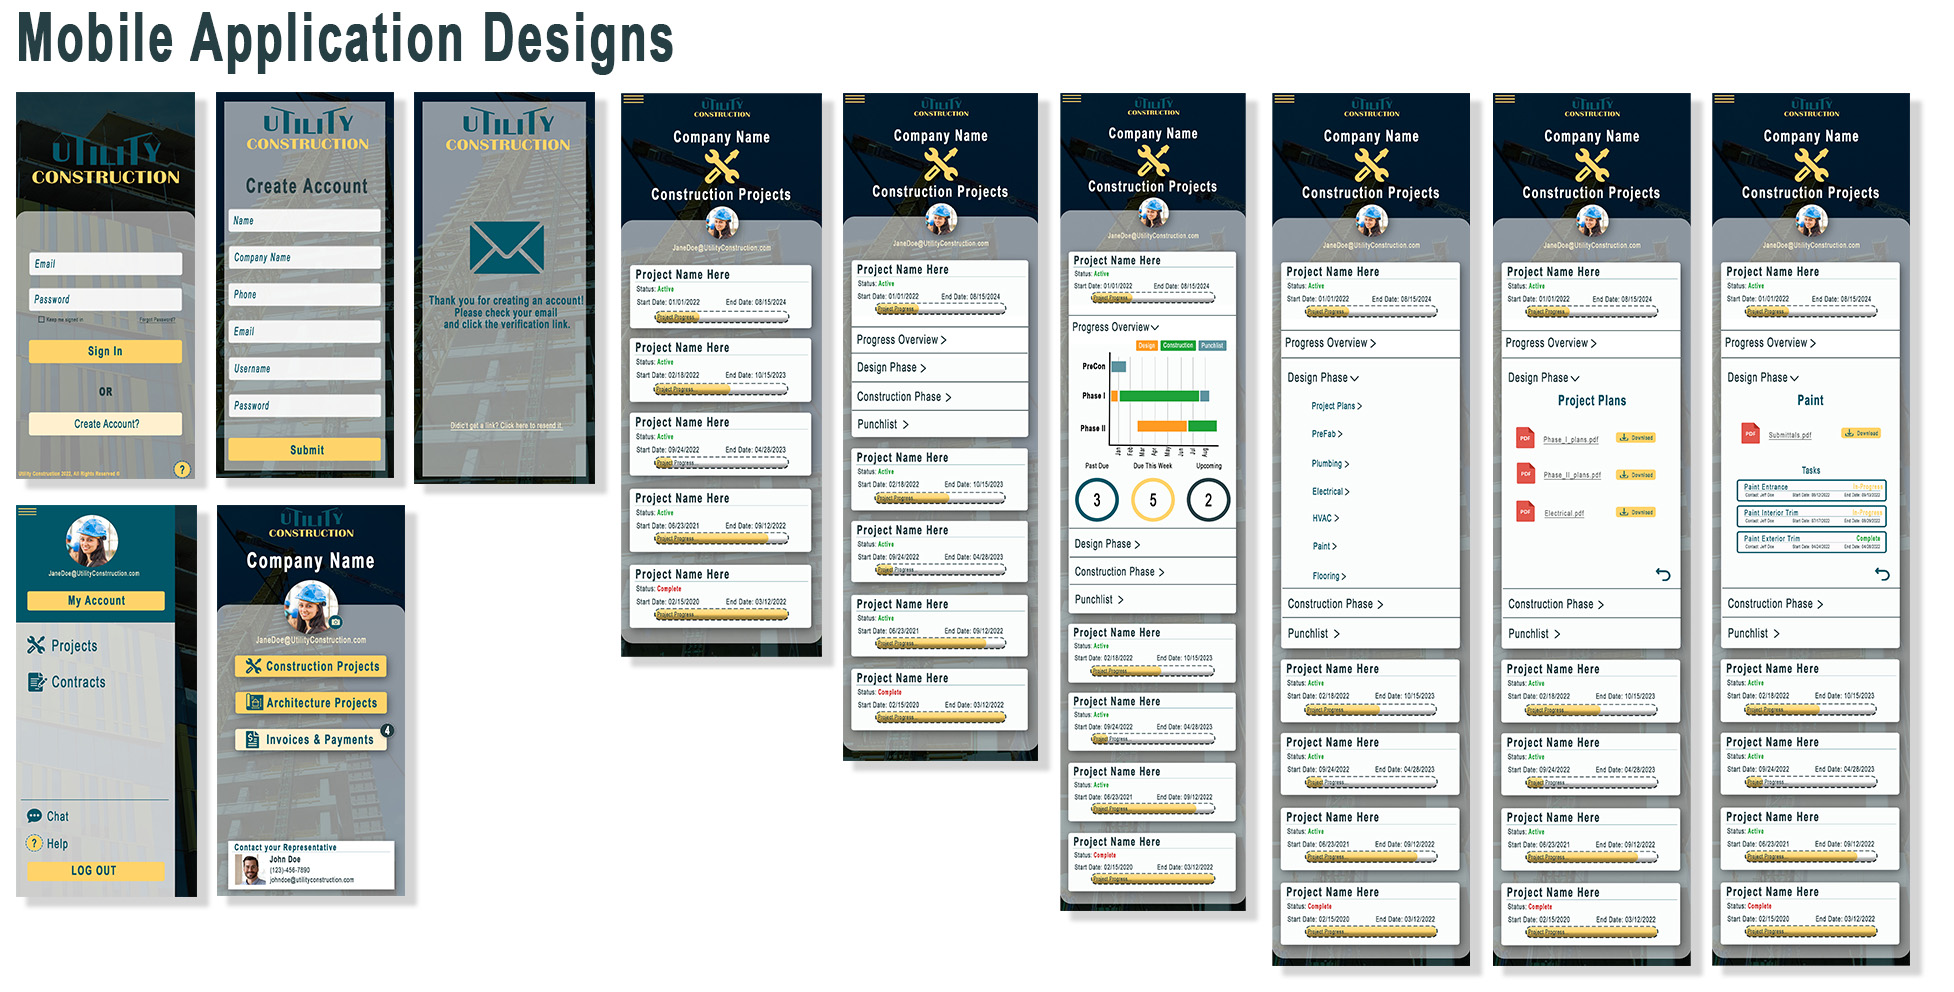 Mobile Application Designs
UTILITY
CONSTRUCTION
Email
Password
Keep me signed in
Forgot Password?
Sign In
OR
Create Account?
Utility Construction 2022, All Rights Reserved ©
?
UTILITY
CONSTRUCTION
Create Account
Name
Company Name
Phone
Email
Username
Password
Submit
UTILITY
CONSTRUCTION
Thank you for creating an account!
Please check your email
and click the verification link.
Didn't get a link? Click here to resend it.
JaneDoe@UtilityConstruction.com
My Account
Projects
Contracts
Chat
? Help
LOG OUT
UTILITY
CONSTRUCTION
Company Name
JaneDoe@UtilityConstruction.com
Construction Projects
Architecture Projects
Invoices & Payments 4
Contact your Representative
John Doe
(123)-456-7890
johndoe@utilityconstruction.com
UTILITY
CONSTRUCTION
Company Name
Construction Projects
JaneDoe@UtilityConstruction.com
Project Name Here
Status: Active
Start Date: 01/01/2022 End Date: 08/15/2024
Project Progress
Project Name Here
Status: Active
Start Date: 02/18/2022 End Date: 10/15/2023
Project Progress
Project Name Here
Status: Active
Start Date: 09/24/2022 End Date: 04/28/2023
Project Progress
Project Name Here
Status: Active
Start Date: 06/23/2021 End Date: 09/12/2022
Project Progress
Project Name Here
Status: Complete
Start Date: 02/15/2020 End Date: 03/12/2022
Project Progress
UTILITY
CONSTRUCTION
Company Name
Construction Projects
JaneDoe@UtilityConstruction.com
Project Name Here
Status: Active
Start Date: 01/01/2022 End Date: 08/15/2024
Project Progress
Progress Overview >
Design Phase >
Construction Phase >
Punchlist >
Project Name Here
Status: Active
Start Date: 02/18/2022 End Date: 10/15/2023
Project Progress
Project Name Here
Status: Active
Start Date: 09/24/2022 End Date: 04/28/2023
Project Progress
Project Name Here
Status: Active
Start Date: 06/23/2021 End Date: 09/12/2022
Project Progress
Project Name Here
Status: Complete
Start Date: 02/15/2020 End Date: 03/12/2022
Project Progress
UTILITY
CONSTRUCTION
Company Name
Construction Projects
JaneDoe@UtilityConstruction.com
Project Name Here
Status: Active
Start Date: 01/01/2022 End Date: 08/15/2024
Project Progress
Progress Overview
Design Construction Punchlist
PreCon
Phase I
Phase II
Jan Feb Mar Apr May Jun Jul Aug
Past Due Due This Week Upcoming
3 5 2
Design Phase >
Construction Phase >
Punchlist >
Project Name Here
Status: Active
Start Date: 02/18/2022 End Date: 10/15/2023
Project Progress
Project Name Here
Status: Active
Start Date: 09/24/2022 End Date: 04/28/2023
Project Progress
Project Name Here
Status: Active
Start Date: 06/23/2021 End Date: 09/12/2022
Project Progress
Project Name Here
Status: Complete
Start Date: 02/15/2020 End Date: 03/12/2022
Project Progress
UTILITY
CONSTRUCTION
Company Name
Construction Projects
JaneDoe@UtilityConstruction.com
Project Name Here
Status: Active
Start Date: 01/01/2022 End Date: 08/15/2024
Project Progress
Progress Overview >
Design Phase
Project Plans >
PreFab >
Plumbing >
Electrical >
HVAC >
Paint >
Flooring >
Construction Phase >
Punchlist >
Project Name Here
Status: Active
Start Date: 02/18/2022 End Date: 10/15/2023
Project Progress
Project Name Here
Status: Active
Start Date: 09/24/2022 End Date: 04/28/2023
Project Progress
Project Name Here
Status: Active
Start Date: 06/23/2021 End Date: 09/12/2022
Project Progress
Project Name Here
Status: Complete
Start Date: 02/15/2020 End Date: 03/12/2022
Project Progress
UTILITY
CONSTRUCTION
Company Name
Construction Projects
JaneDoe@UtilityConstruction.com
Project Name Here
Status: Active
Start Date: 01/01/2022 End Date: 08/15/2024
Project Progress
Progress Overview >
Design Phase
Project Plans
PDF Phase_I_plans.pdf Download
PDF Phase_II_plans.pdf Download
PDF Electrical.pdf Download
Construction Phase >
Punchlist >
Project Name Here
Status: Active
Start Date: 02/18/2022 End Date: 10/15/2023
Project Progress
Project Name Here
Status: Active
Start Date: 09/24/2022 End Date: 04/28/2023
Project Progress
Project Name Here
Status: Active
Start Date: 06/23/2021 End Date: 09/12/2022
Project Progress
Project Name Here
Status: Complete
Start Date: 02/15/2020 End Date: 03/12/2022
Project Progress
UTILITY
CONSTRUCTION
Company Name
Construction Projects
JaneDoe@UtilityConstruction.com
Project Name Here
Status: Active
Start Date: 01/01/2022 End Date: 08/15/2024
Project Progress
Progress Overview >
Design Phase
Paint
PDF Submittals.pdf Download
Tasks
Paint Entrance In-Progress
Contact: Jeff Doe
Paint Interior Trim In-Progress
Contact: Jeff Doe
Paint Exterior Trim Complete
Contact: Jeff Doe
Construction Phase >
Punchlist >
Project Name Here
Status: Active
Start Date: 02/18/2022 End Date: 10/15/2023
Project Progress
Project Name Here
Status: Active
Start Date: 09/24/2022 End Date: 04/28/2023
Project Progress
Project Name Here
Status: Active
Start Date: 06/23/2021 End Date: 09/12/2022
Project Progress
Project Name Here
Status: Complete
Start Date: 02/15/2020 End Date: 03/12/2022
Project Progress